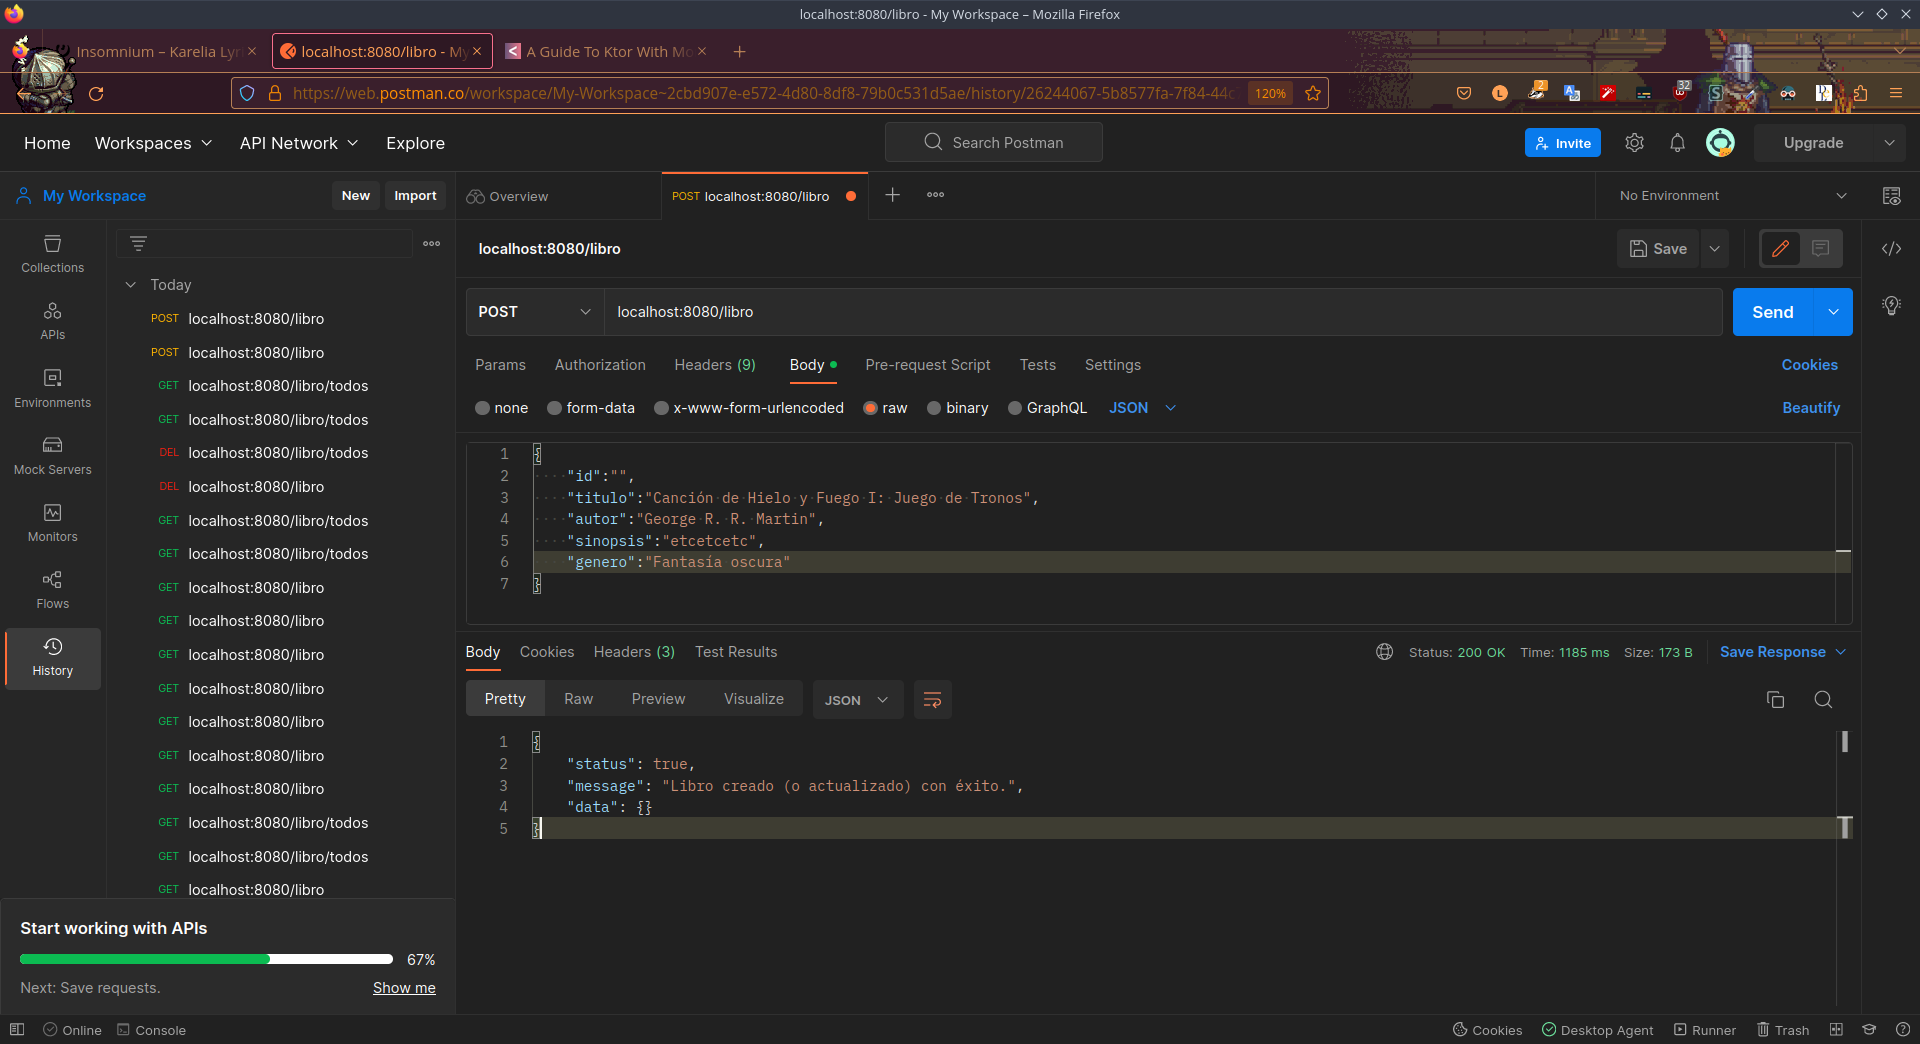 localhost:8080/libro - My Workspace – Mozilla Firefox
Insomnium – Karelia Lyn
localhost:8080/libro - My
A Guide To Ktor With Mo
https://web.postman.co/workspace/My-Workspace~2cbd907e-e572-4d80-8df8-79b0c531d5ae/history/26244067-5b8577fa-7f84-44c
120%
2
32
Home
Workspaces
API Network
Explore
Search Postman
Invite
Upgrade
My Workspace
New
Import
Overview
POST localhost:8080/libro
No Environment
Collections
APIs
Environments
Mock Servers
Monitors
Flows
History
Today
POST localhost:8080/libro
POST localhost:8080/libro
GET localhost:8080/libro/todos
GET localhost:8080/libro/todos
DEL localhost:8080/libro/todos
DEL localhost:8080/libro
GET localhost:8080/libro/todos
GET localhost:8080/libro/todos
GET localhost:8080/libro
GET localhost:8080/libro
GET localhost:8080/libro
GET localhost:8080/libro
GET localhost:8080/libro
GET localhost:8080/libro
GET localhost:8080/libro
GET localhost:8080/libro/todos
GET localhost:8080/libro/todos
GET localhost:8080/libro
Start working with APIs
67%
Next: Save requests.
Show me
localhost:8080/libro
Save
POST
localhost:8080/libro
Send
Params
Authorization
Headers (9)
Body
Pre-request Script
Tests
Settings
Cookies
none
form-data
x-www-form-urlencoded
raw
binary
GraphQL
JSON
Beautify
1 {
2 "id":"",
3 "titulo":"Canción de Hielo y Fuego I: Juego de Tronos",
4 "autor":"George R. R. Martin",
5 "sinopsis":"etcetcetc",
6 "genero":"Fantasía oscura"
7 }
Body
Cookies
Headers (3)
Test Results
Status: 200 OK
Time: 1185 ms
Size: 173 B
Save Response
Pretty
Raw
Preview
Visualize
JSON
1 {
2 "status": true,
3 "message": "Libro creado (o actualizado) con éxito.",
4 "data": {}
5 }
Online
Console
Cookies
Desktop Agent
Runner
Trash